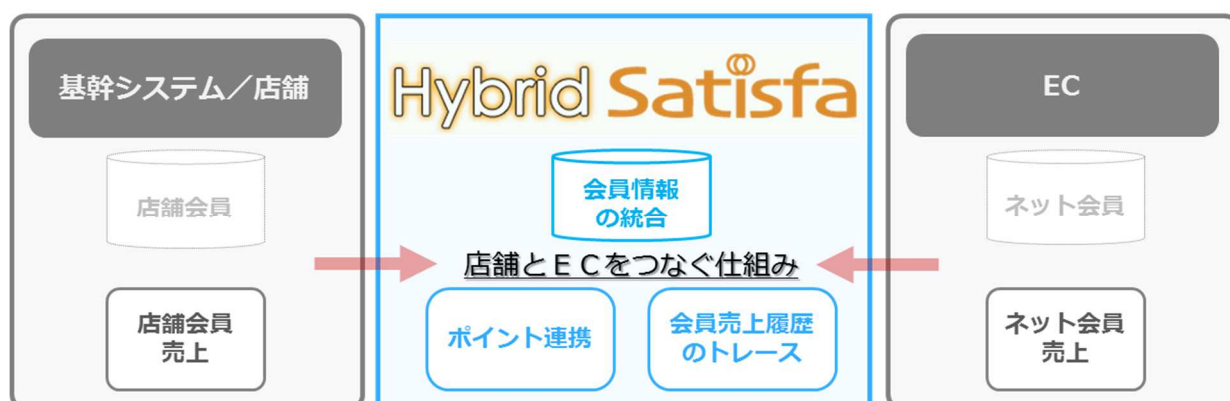 基幹システム／店舗
店舗会員
店舗会員
売上
Hybrid Satisfa
会員情報
の統合
店舗とＥＣをつなぐ仕組み
ポイント連携
会員売上履歴
のトレース
EC
ネット会員
ネット会員
売上